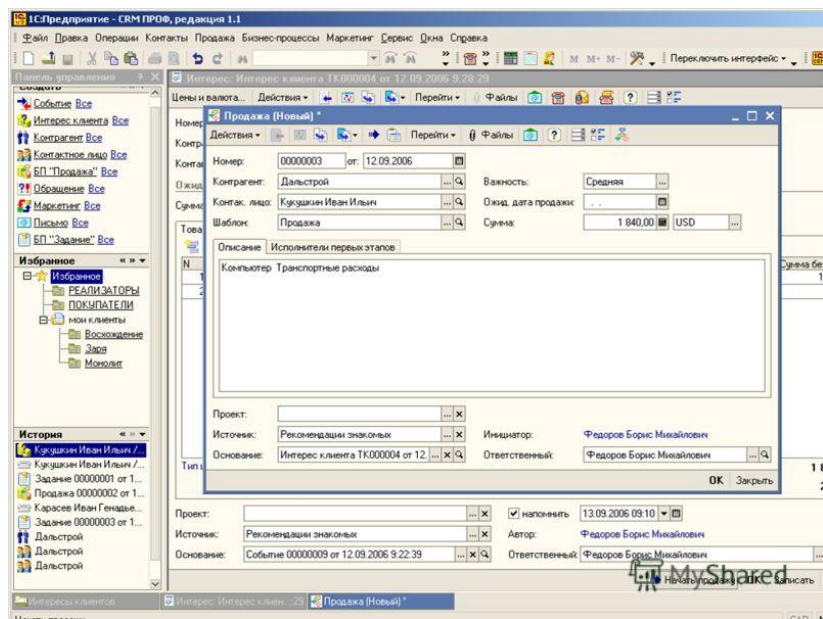 1С:Предприятие - CRM ПРОФ, редакция 1.1
Файл Правка Операции Контакты Продажа Бизнес-процессы Маркетинг Сервис Окна Справка
M M+ M- Переключить интерфейс
Панель управления
Интерес: Интерес клиента ТК000004 от 12.09.2006 9:28:29
Создать
Событие Все
Интерес клиента Все
Контрагент Все
Контактное лицо Все
БП "Продажа" Все
Обращение Все
Маркетинг Все
Письмо Все
БП "Задание" Все
Избранное
Избранное
РЕАЛИЗАТОРЫ
ПОКУПАТЕЛИ
мои клиенты
Восхождение
Заря
Монолит
История
Кукушкин Иван Ильич /...
Кукушкин Иван Ильич /...
Задание 00000001 от 1...
Продажа 00000002 от 1...
Карасев Иван Генадье...
Задание 00000003 от 1...
Дальстрой
Дальстрой
Дальстрой
Цены и валюта... Действия Перейти Файлы
Продажа (Новый) *
Действия Перейти Файлы
Номер: 00000003 от: 12.09.2006
Контрагент: Дальстрой Важность: Средняя
Контак. лицо: Кукушкин Иван Ильич Ожид. дата продажи: . .
Шаблон: Продажа Сумма: 1 840,00 USD
Описание Исполнители первых этапов
Компьютер Транспортные расходы
Проект:
Источник: Рекомендации знакомых Инициатор: Федоров Борис Михайлович
Основание: Интерес клиента ТК000004 от 12. Ответственный: Федоров Борис Михайлович
OK Закрыть
Проект: напомнить 13.09.2006 09:10
Источник: Рекомендации знакомых Автор: Федоров Борис Михайлович
Основание: Событие 00000009 от 12.09.2006 9:22:39 Ответственный: Федоров Борис Михайлович
Начать продажу OK Записать
MyShared
Интересы клиентов Интерес: Интерес клиен...:29 Продажа (Новый) *